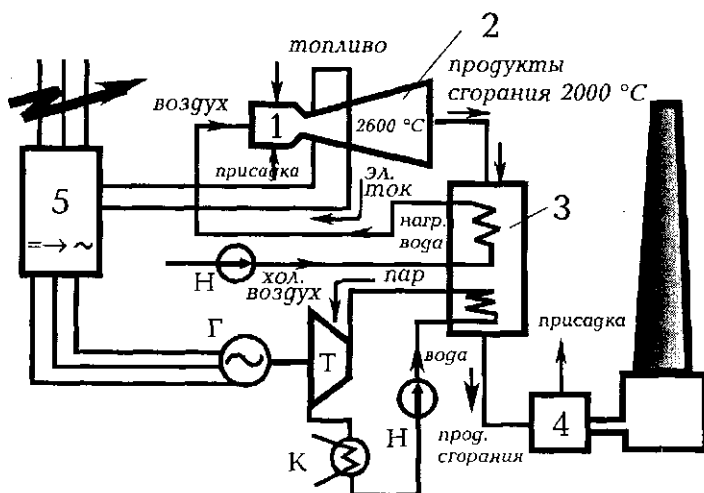 топливо
2
продукты
сгорания 2000 °C
воздух
1
2600 °C
присадка
эл.
ток
5
= → ~
нагр.
вода
3
Н
хол.
воздух
пар
Г
Т
вода
присадка
Н
К
прод.
сгорания
4